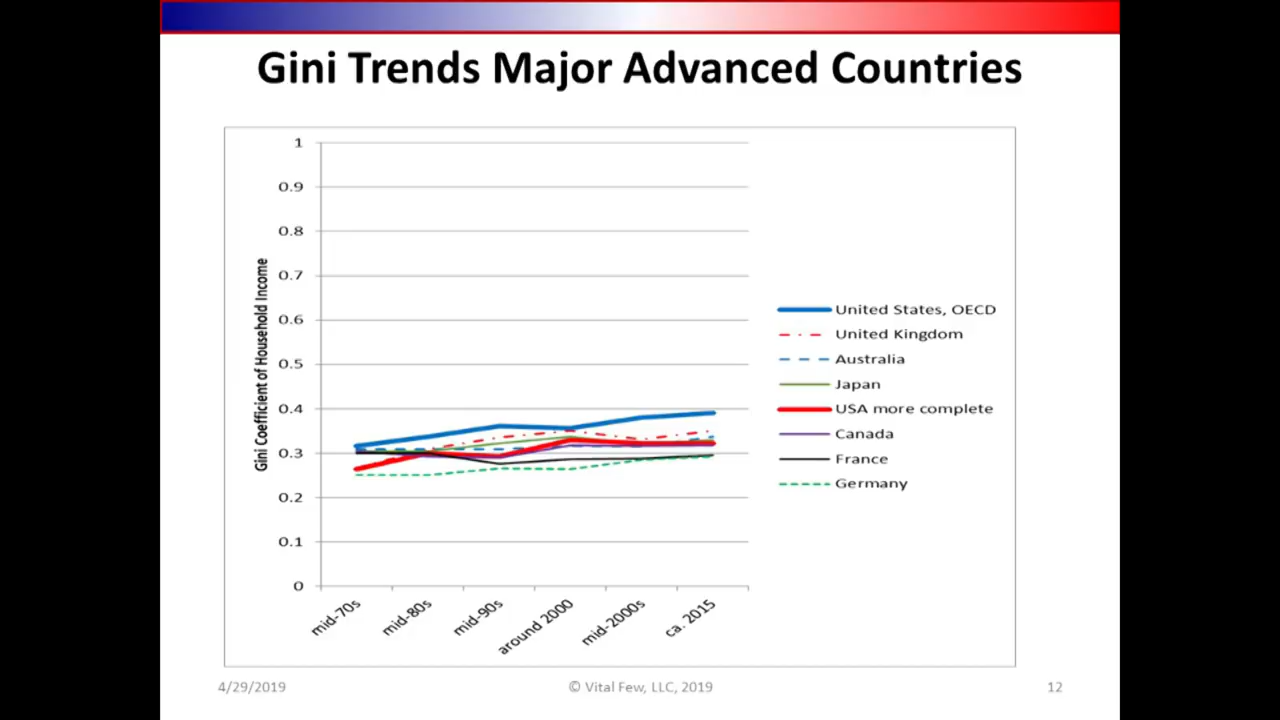 Gini Trends Major Advanced Countries
Gini Coefficient of Household Income
1
0.9
0.8
0.7
0.6
0.5
0.4
0.3
0.2
0.1
0
mid-70s
mid-80s
mid-90s
around 2000
mid-2000s
ca. 2015
United States, OECD
United Kingdom
Australia
Japan
USA more complete
Canada
France
Germany
4/29/2019
© Vital Few, LLC, 2019
12